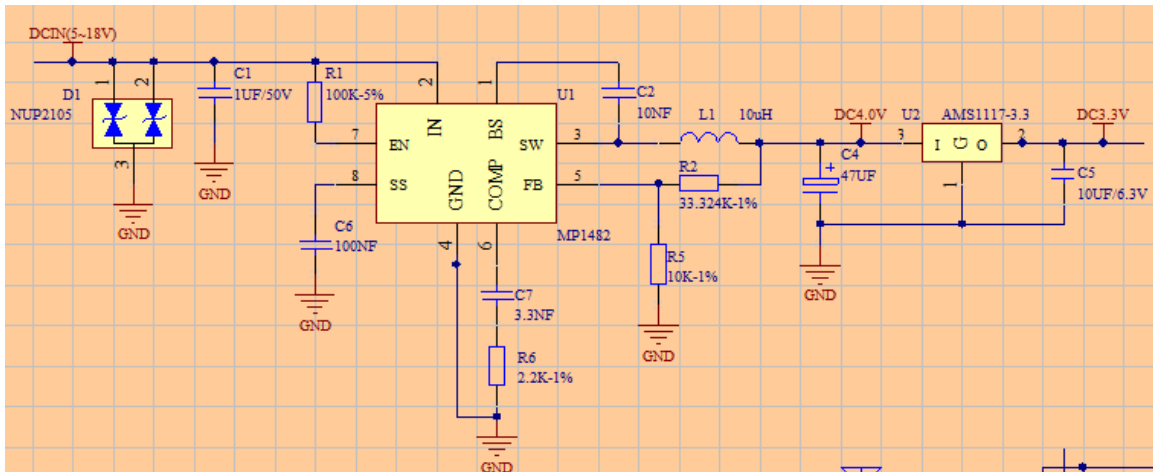 DCIN(5~18V)
D1
NUP2105
1
2
3
GND
C1
1UF/50V
GND
R1
100K-5%
2
1
U1
C2
10NF
IN
BS
7
EN
SW
3
8
SS
FB
5
GND
COMP
4
6
MP1482
C6
100NF
GND
C7
3.3NF
R6
2.2K-1%
GND
L1
10uH
R2
33.324K-1%
R5
10K-1%
GND
DC4.0V
C4
+
47UF
GND
U2
AMS1117-3.3
3
I
G
O
2
1
DC3.3V
C5
10UF/6.3V